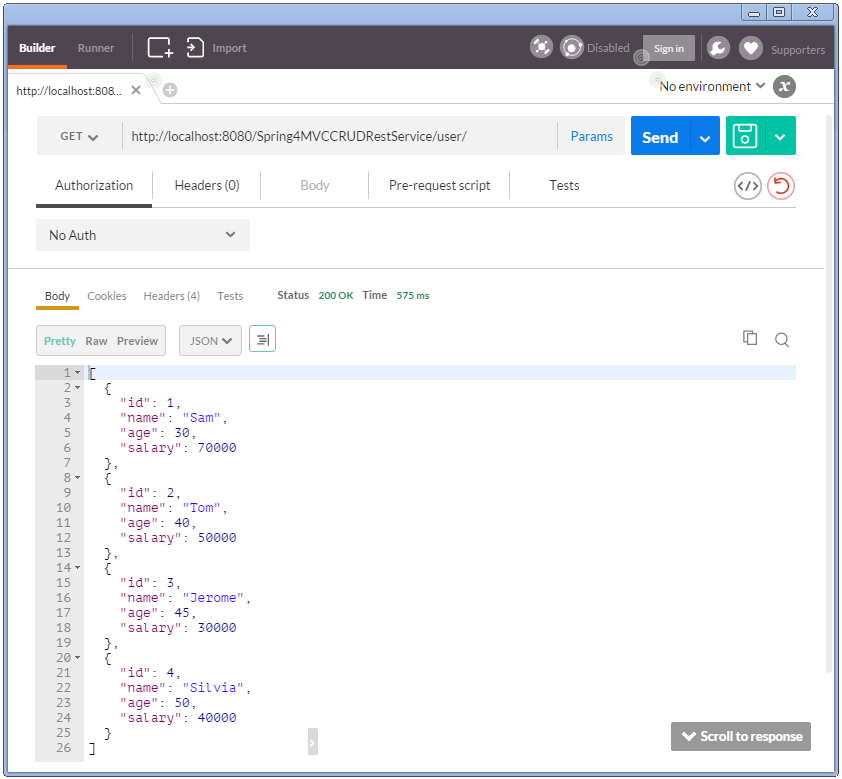 Builder Runner Import Disabled Sign in Supporters
http://localhost:808... No environment x
GET http://localhost:8080/Spring4MVCCRUDRestService/user/ Params Send
Authorization Headers (0) Body Pre-request script Tests </>
No Auth
Body Cookies Headers (4) Tests Status 200 OK Time 575 ms
Pretty Raw Preview JSON
1 [
2 {
3 "id": 1,
4 "name": "Sam",
5 "age": 30,
6 "salary": 70000
7 },
8 {
9 "id": 2,
10 "name": "Tom",
11 "age": 40,
12 "salary": 50000
13 },
14 {
15 "id": 3,
16 "name": "Jerome",
17 "age": 45,
18 "salary": 30000
19 },
20 {
21 "id": 4,
22 "name": "Silvia",
23 "age": 50,
24 "salary": 40000
25 }
26 ]
Scroll to response